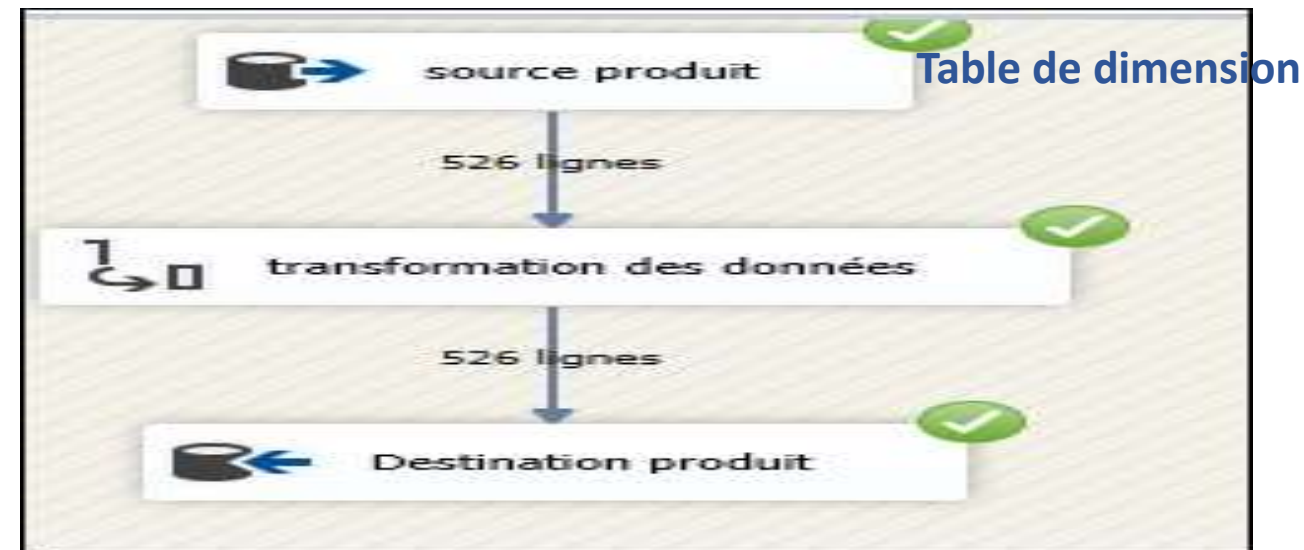 source produit
Table de dimension
526 lignes
transformation des données
526 lignes
Destination produit